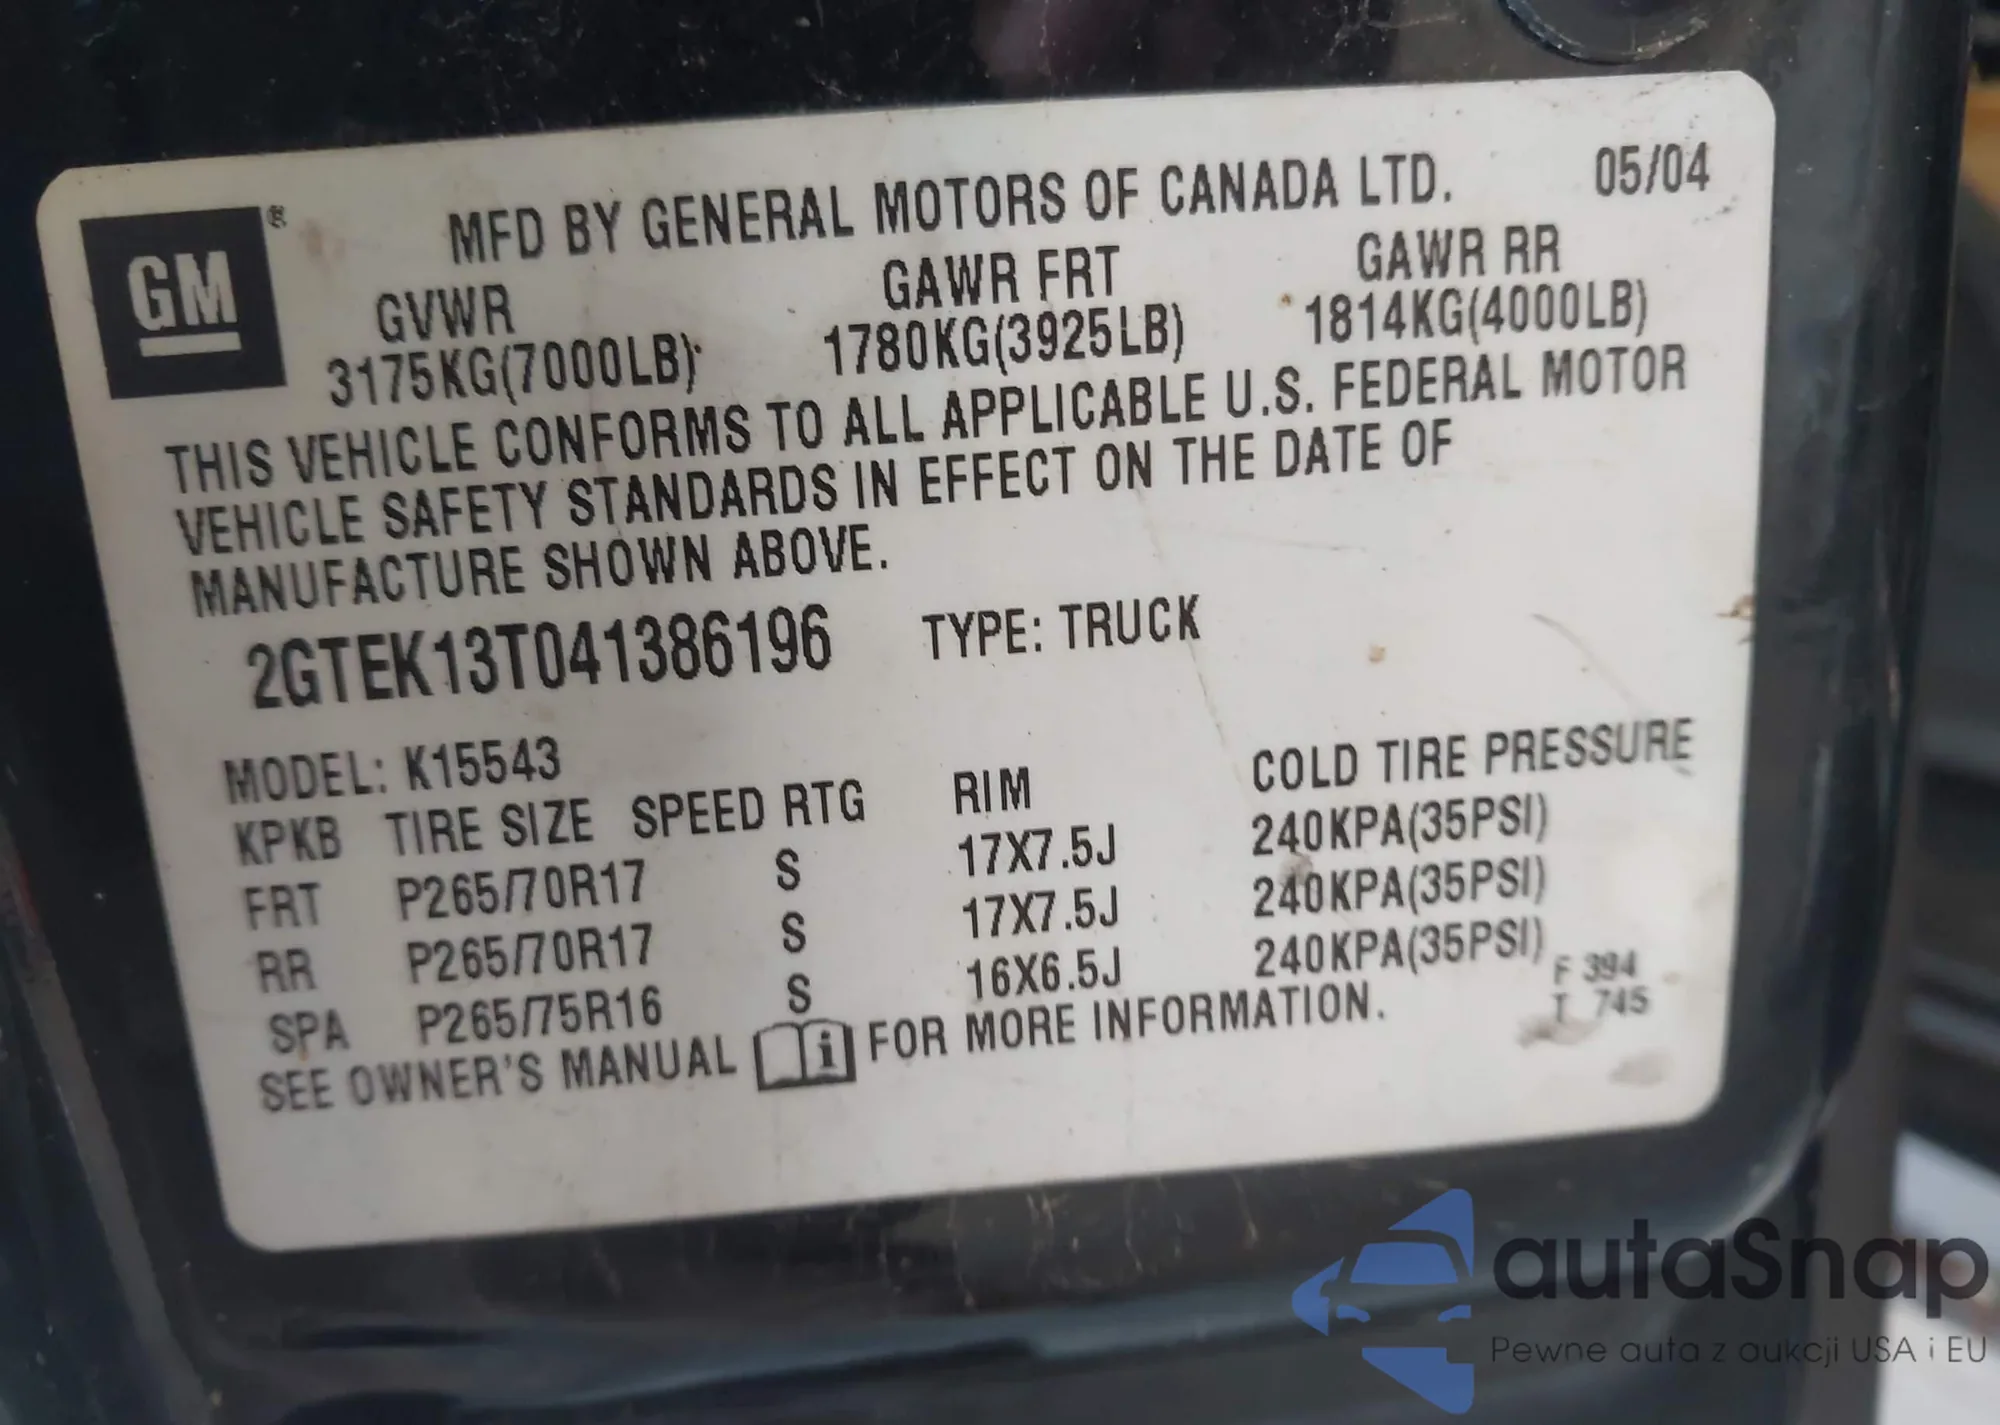 GM®
MFD BY GENERAL MOTORS OF CANADA LTD. 05/04
GVWR GAWR FRT GAWR RR
3175KG(7000LB) 1780KG(3925LB) 1814KG(4000LB)
THIS VEHICLE CONFORMS TO ALL APPLICABLE U.S. FEDERAL MOTOR
VEHICLE SAFETY STANDARDS IN EFFECT ON THE DATE OF
MANUFACTURE SHOWN ABOVE.
2GTEK13T041386196 TYPE: TRUCK
MODEL: K15543
KPKB TIRE SIZE SPEED RTG RIM COLD TIRE PRESSURE
FRT P265/70R17 S 17X7.5J 240KPA(35PSI)
RR P265/70R17 S 17X7.5J 240KPA(35PSI)
SPA P265/75R16 S 16X6.5J 240KPA(35PSI)
SEE OWNER'S MANUAL i FOR MORE INFORMATION.
F 394
T 745
autaSnap
Pewne auta z aukcji USA i EU